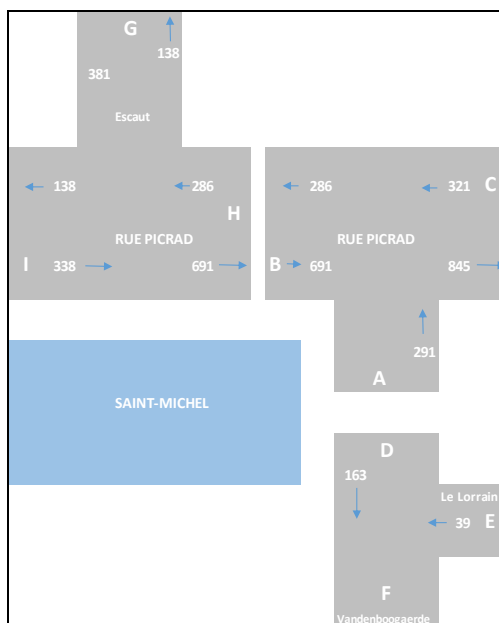 G
138
381
Escaut
138 286 286 321 C
H
RUE PICRAD RUE PICRAD
I 338 691 B 691 845
291
A
SAINT-MICHEL
D
163
Le Lorrain
39 E
F
Vandenboogaerde